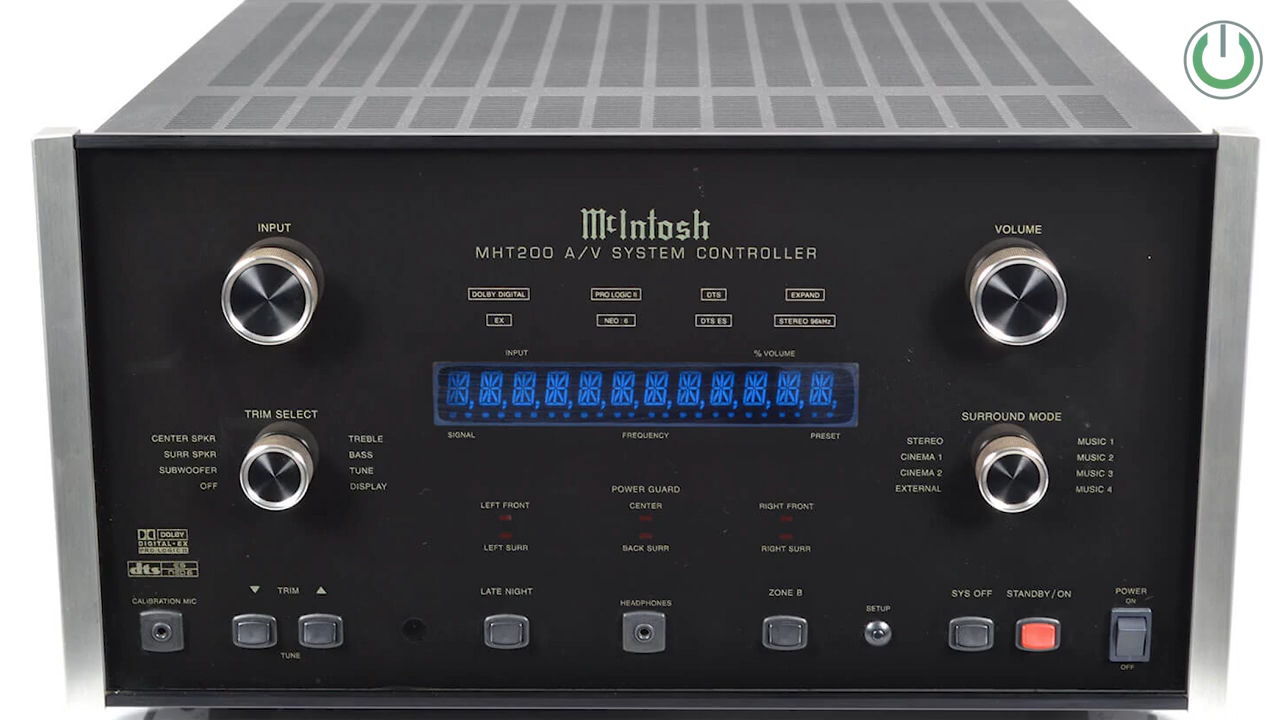 McIntosh
MHT200 A/V SYSTEM CONTROLLER
INPUT
VOLUME
DOLBY DIGITAL PRO LOGIC II DTS EXPAND
EX NEO : 6 DTS ES STEREO 96kHz
INPUT % VOLUME
SIGNAL FREQUENCY PRESET
TRIM SELECT
CENTER SPKR TREBLE
SURR SPKR BASS
SUBWOOFER TUNE
OFF DISPLAY
SURROUND MODE
STEREO MUSIC 1
CINEMA 1 MUSIC 2
CINEMA 2 MUSIC 3
EXTERNAL MUSIC 4
POWER GUARD
LEFT FRONT CENTER RIGHT FRONT
LEFT SURR BACK SURR RIGHT SURR
DOLBY
DIGITAL•EX
PRO LOGIC II
dts ES
NEO:6
CALIBRATION MIC
▼ TRIM ▲
TUNE
LATE NIGHT
HEADPHONES
ZONE B
SETUP
SYS OFF
STANDBY/ON
POWER
ON
OFF